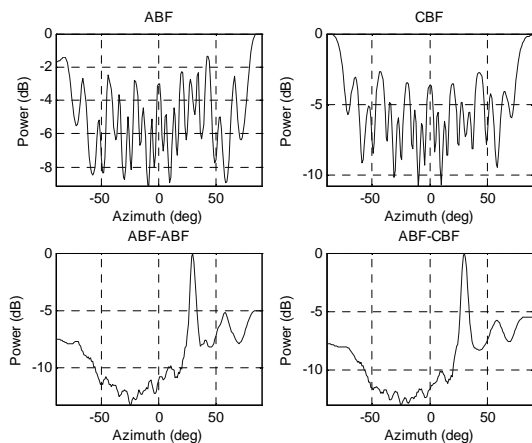 ABF
CBF
0
-2
-4
-6
-8
Power (dB)
-50
0
50
Azimuth (deg)
0
-5
-10
Power (dB)
-50
0
50
Azimuth (deg)
ABF-ABF
ABF-CBF
0
-5
-10
Power (dB)
-50
0
50
Azimuth (deg)
0
-5
-10
Power (dB)
-50
0
50
Azimuth (deg)